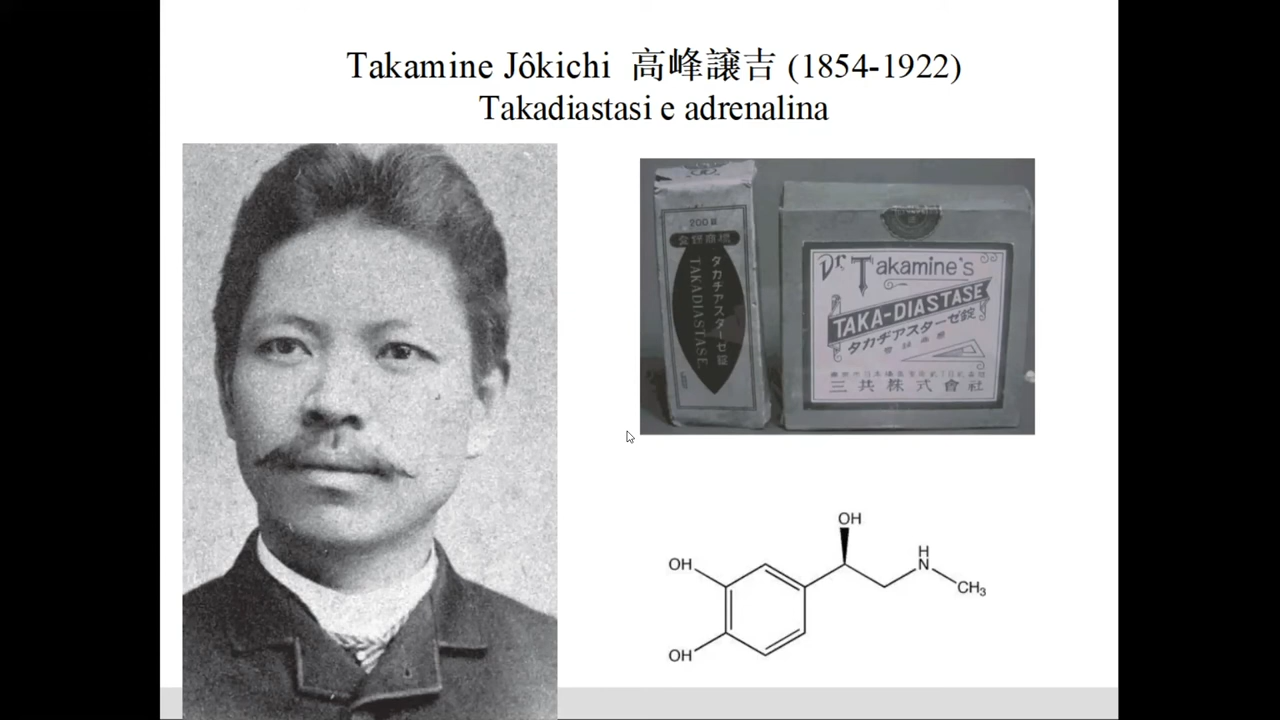 Takamine Jôkichi 高峰譲吉 (1854-1922)
Takadiastasi e adrenalina
200錠
タカヂアスターゼ錠
TAKADIASTASE
Dr. Takamine's
TAKA-DIASTASE
タカヂアスターゼ錠
三共株式會社
OH
OH
H
N
CH₃
OH